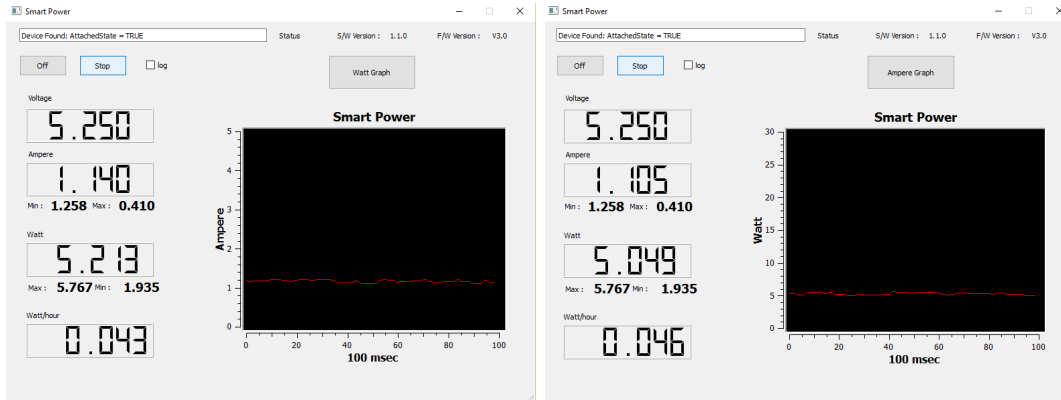 Smart Power
Device Found: AttachedState = TRUE Status S/W Version : 1.1.0 F/W Version : V3.0
Off Stop log Watt Graph
Voltage
5.250
Ampere
1.140
Min : 1.258 Max : 0.410
Watt
5.213
Max : 5.767 Min : 1.935
Watt/hour
0.043
Smart Power
Ampere
5
4
3
2
1
0
0 20 40 60 80 100
100 msec
Smart Power
Device Found: AttachedState = TRUE Status S/W Version : 1.1.0 F/W Version : V3.0
Off Stop log Ampere Graph
Voltage
5.250
Ampere
1.105
Min : 1.258 Max : 0.410
Watt
5.049
Max : 5.767 Min : 1.935
Watt/hour
0.046
Smart Power
Watt
30
25
20
15
10
5
0
0 20 40 60 80 100
100 msec